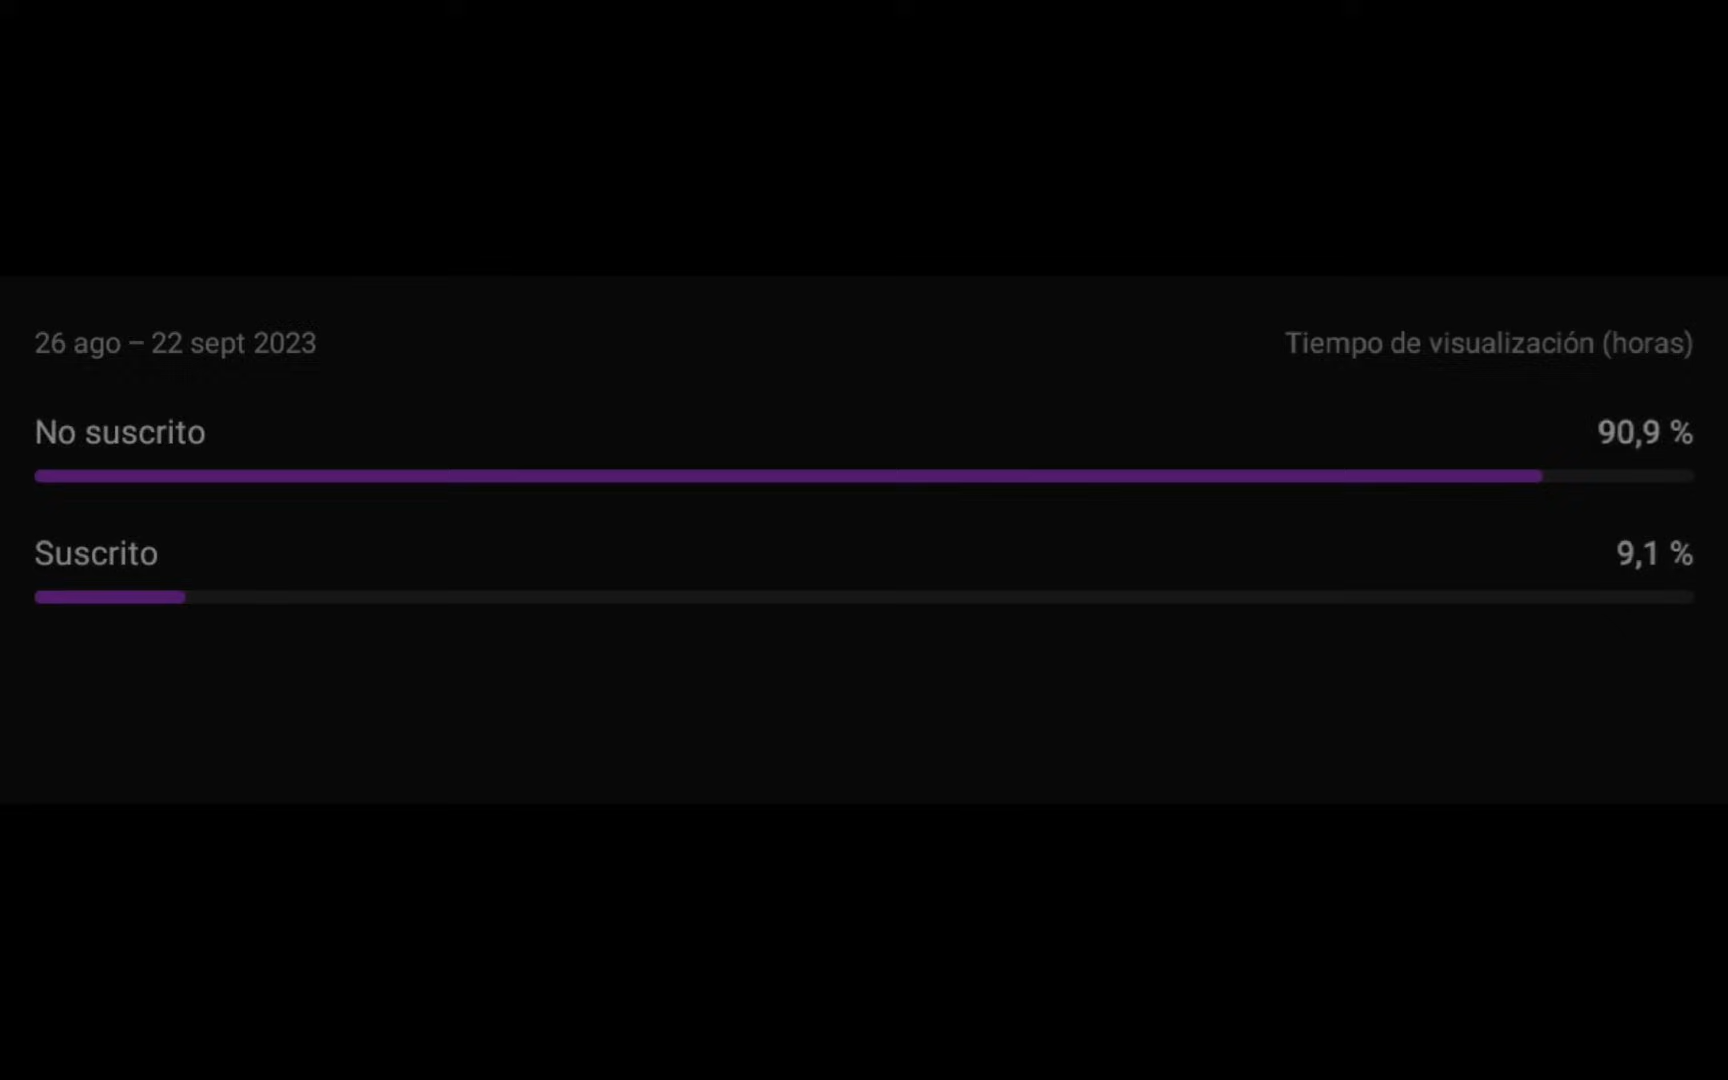 26 ago – 22 sept 2023
Tiempo de visualización (horas)
No suscrito
90,9 %
Suscrito
9,1 %